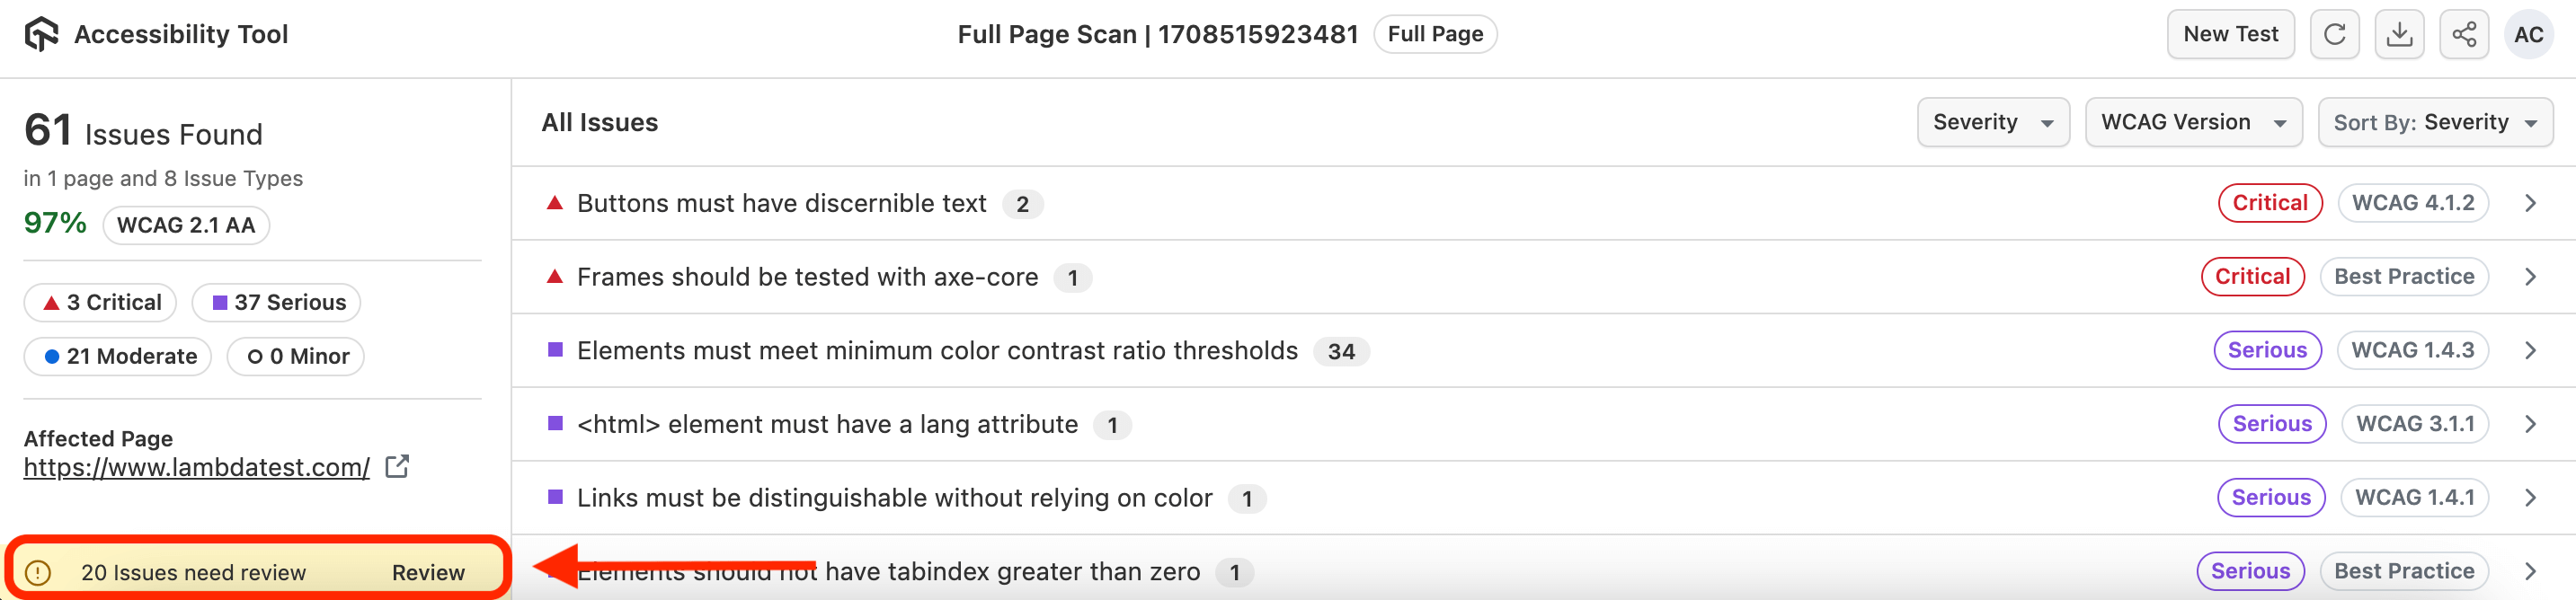 Accessibility Tool
Full Page Scan | 1708515923481 Full Page
New Test AC
61 Issues Found
in 1 page and 8 Issue Types
97% WCAG 2.1 AA
3 Critical 37 Serious
21 Moderate 0 Minor
Affected Page
https://www.lambdatest.com/
20 Issues need review Review
All Issues Severity WCAG Version Sort By: Severity
Buttons must have discernible text 2 Critical WCAG 4.1.2
Frames should be tested with axe-core 1 Critical Best Practice
Elements must meet minimum color contrast ratio thresholds 34 Serious WCAG 1.4.3
<html> element must have a lang attribute 1 Serious WCAG 3.1.1
Links must be distinguishable without relying on color 1 Serious WCAG 1.4.1
Elements should not have tabindex greater than zero 1 Serious Best Practice